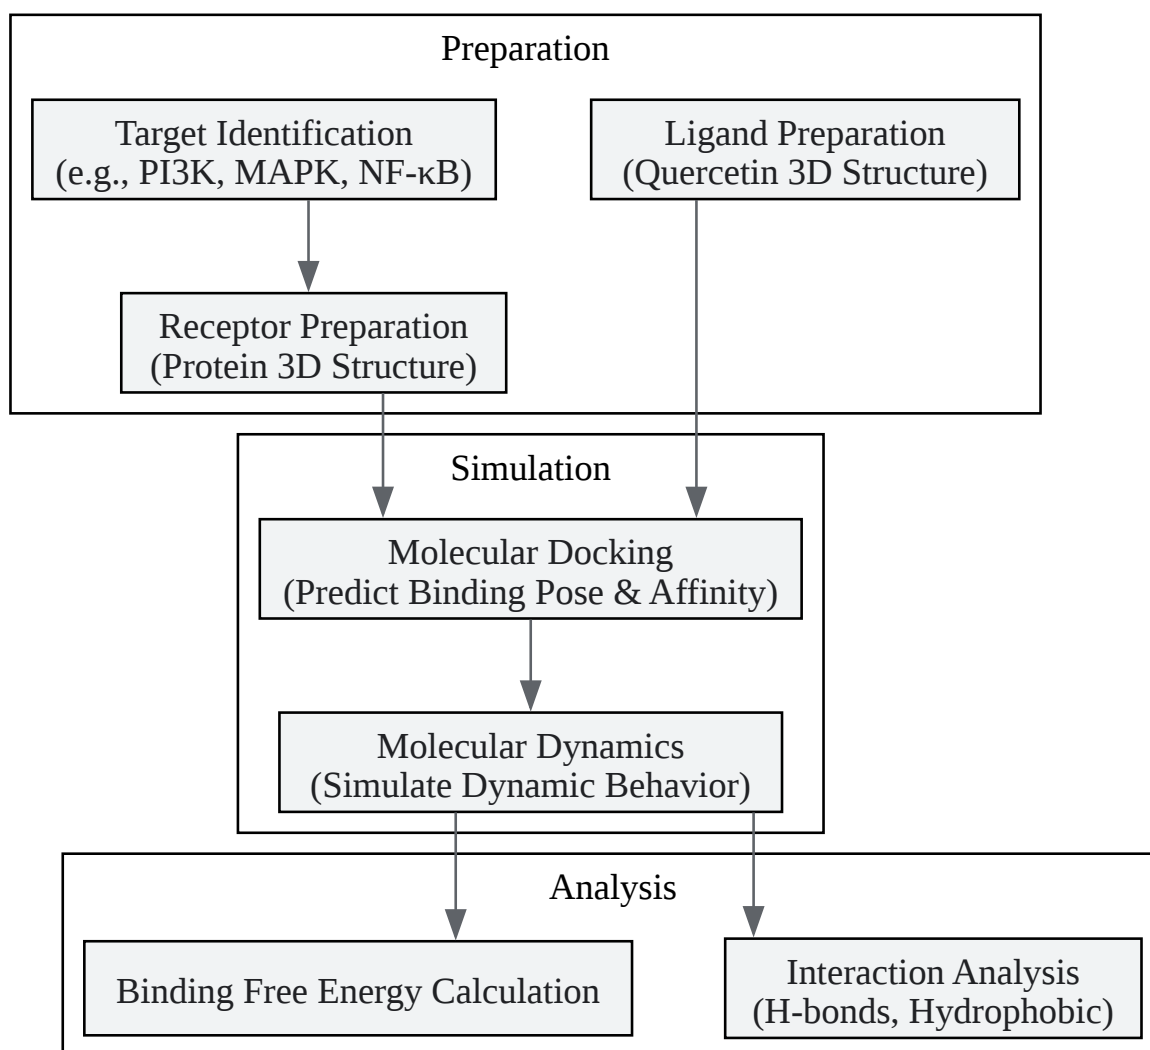 Preparation
Target Identification
(e.g., PI3K, MAPK, NF-κB)
Ligand Preparation
(Quercetin 3D Structure)
Receptor Preparation
(Protein 3D Structure)
Simulation
Molecular Docking
(Predict Binding Pose & Affinity)
Molecular Dynamics
(Simulate Dynamic Behavior)
Analysis
Binding Free Energy Calculation
Interaction Analysis
(H-bonds, Hydrophobic)